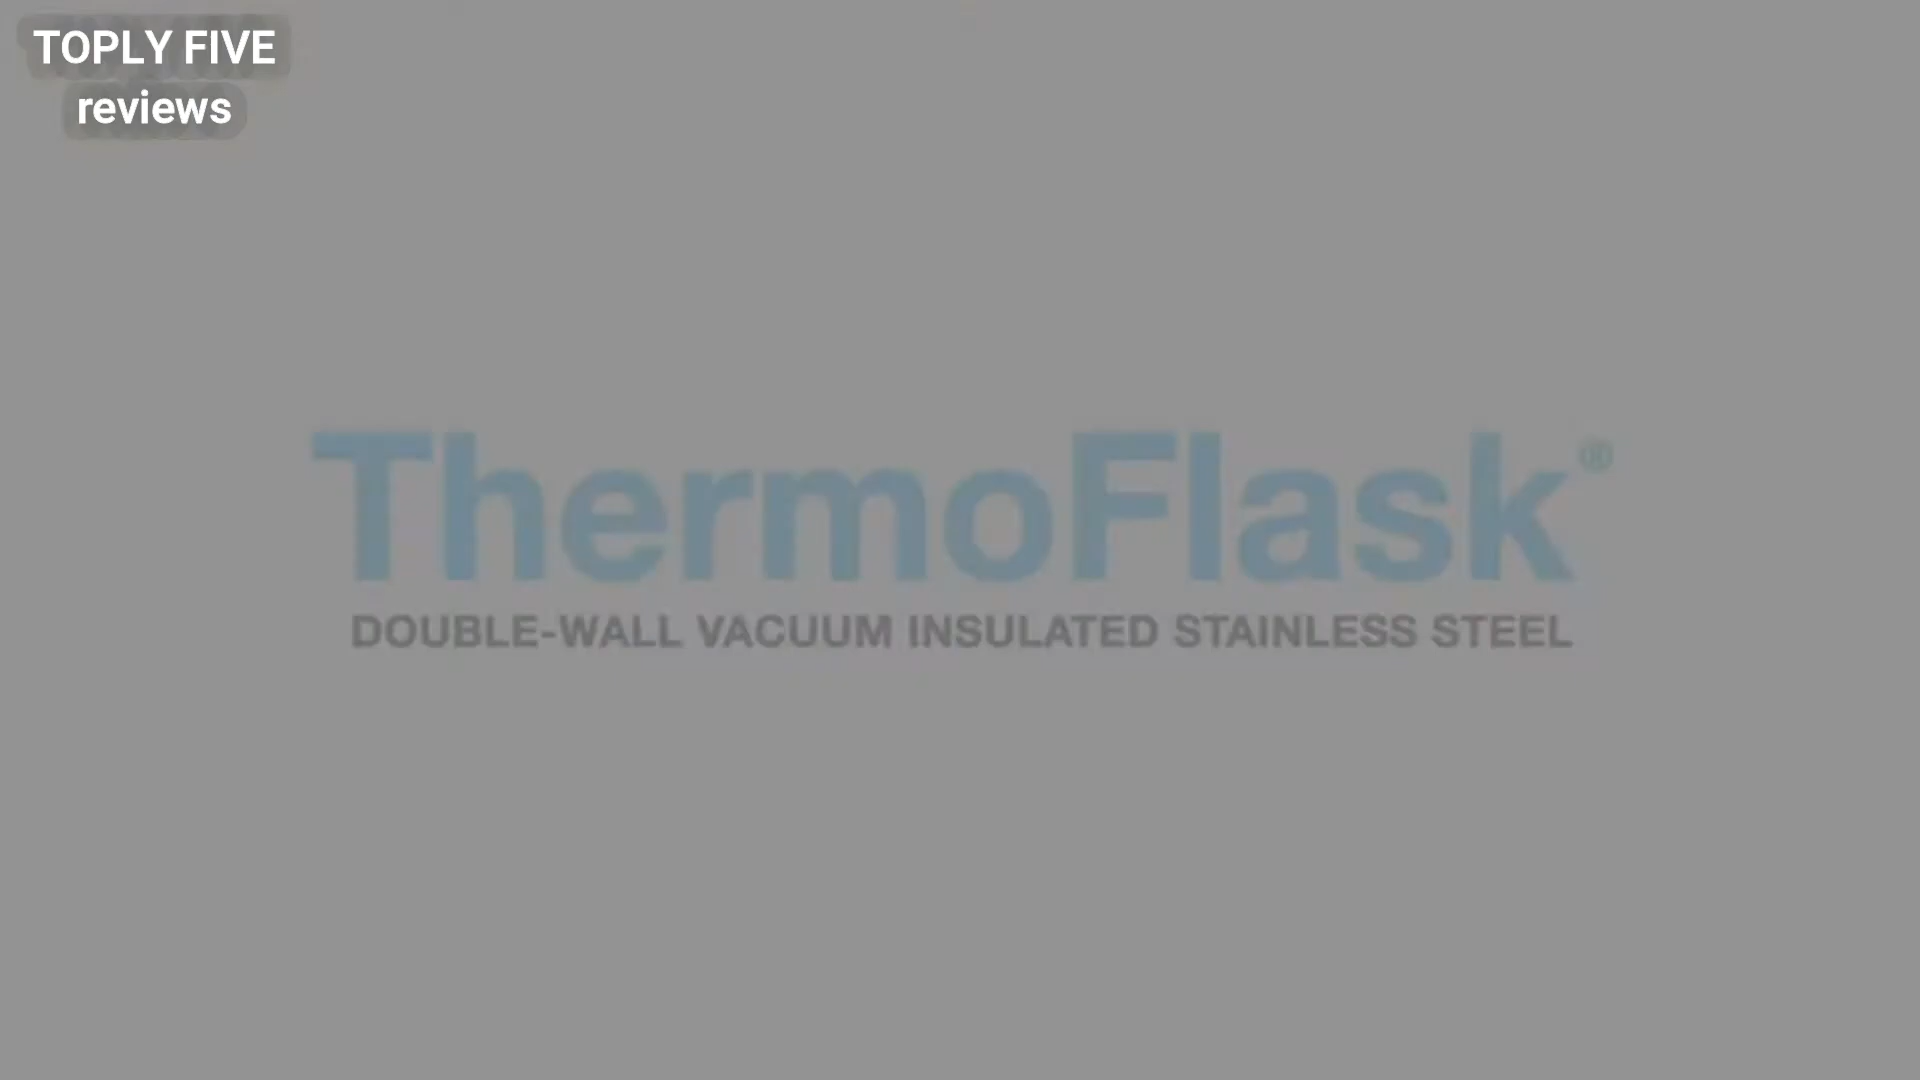 TOPLY FIVE
reviews
ThermoFlask®
DOUBLE-WALL VACUUM INSULATED STAINLESS STEEL